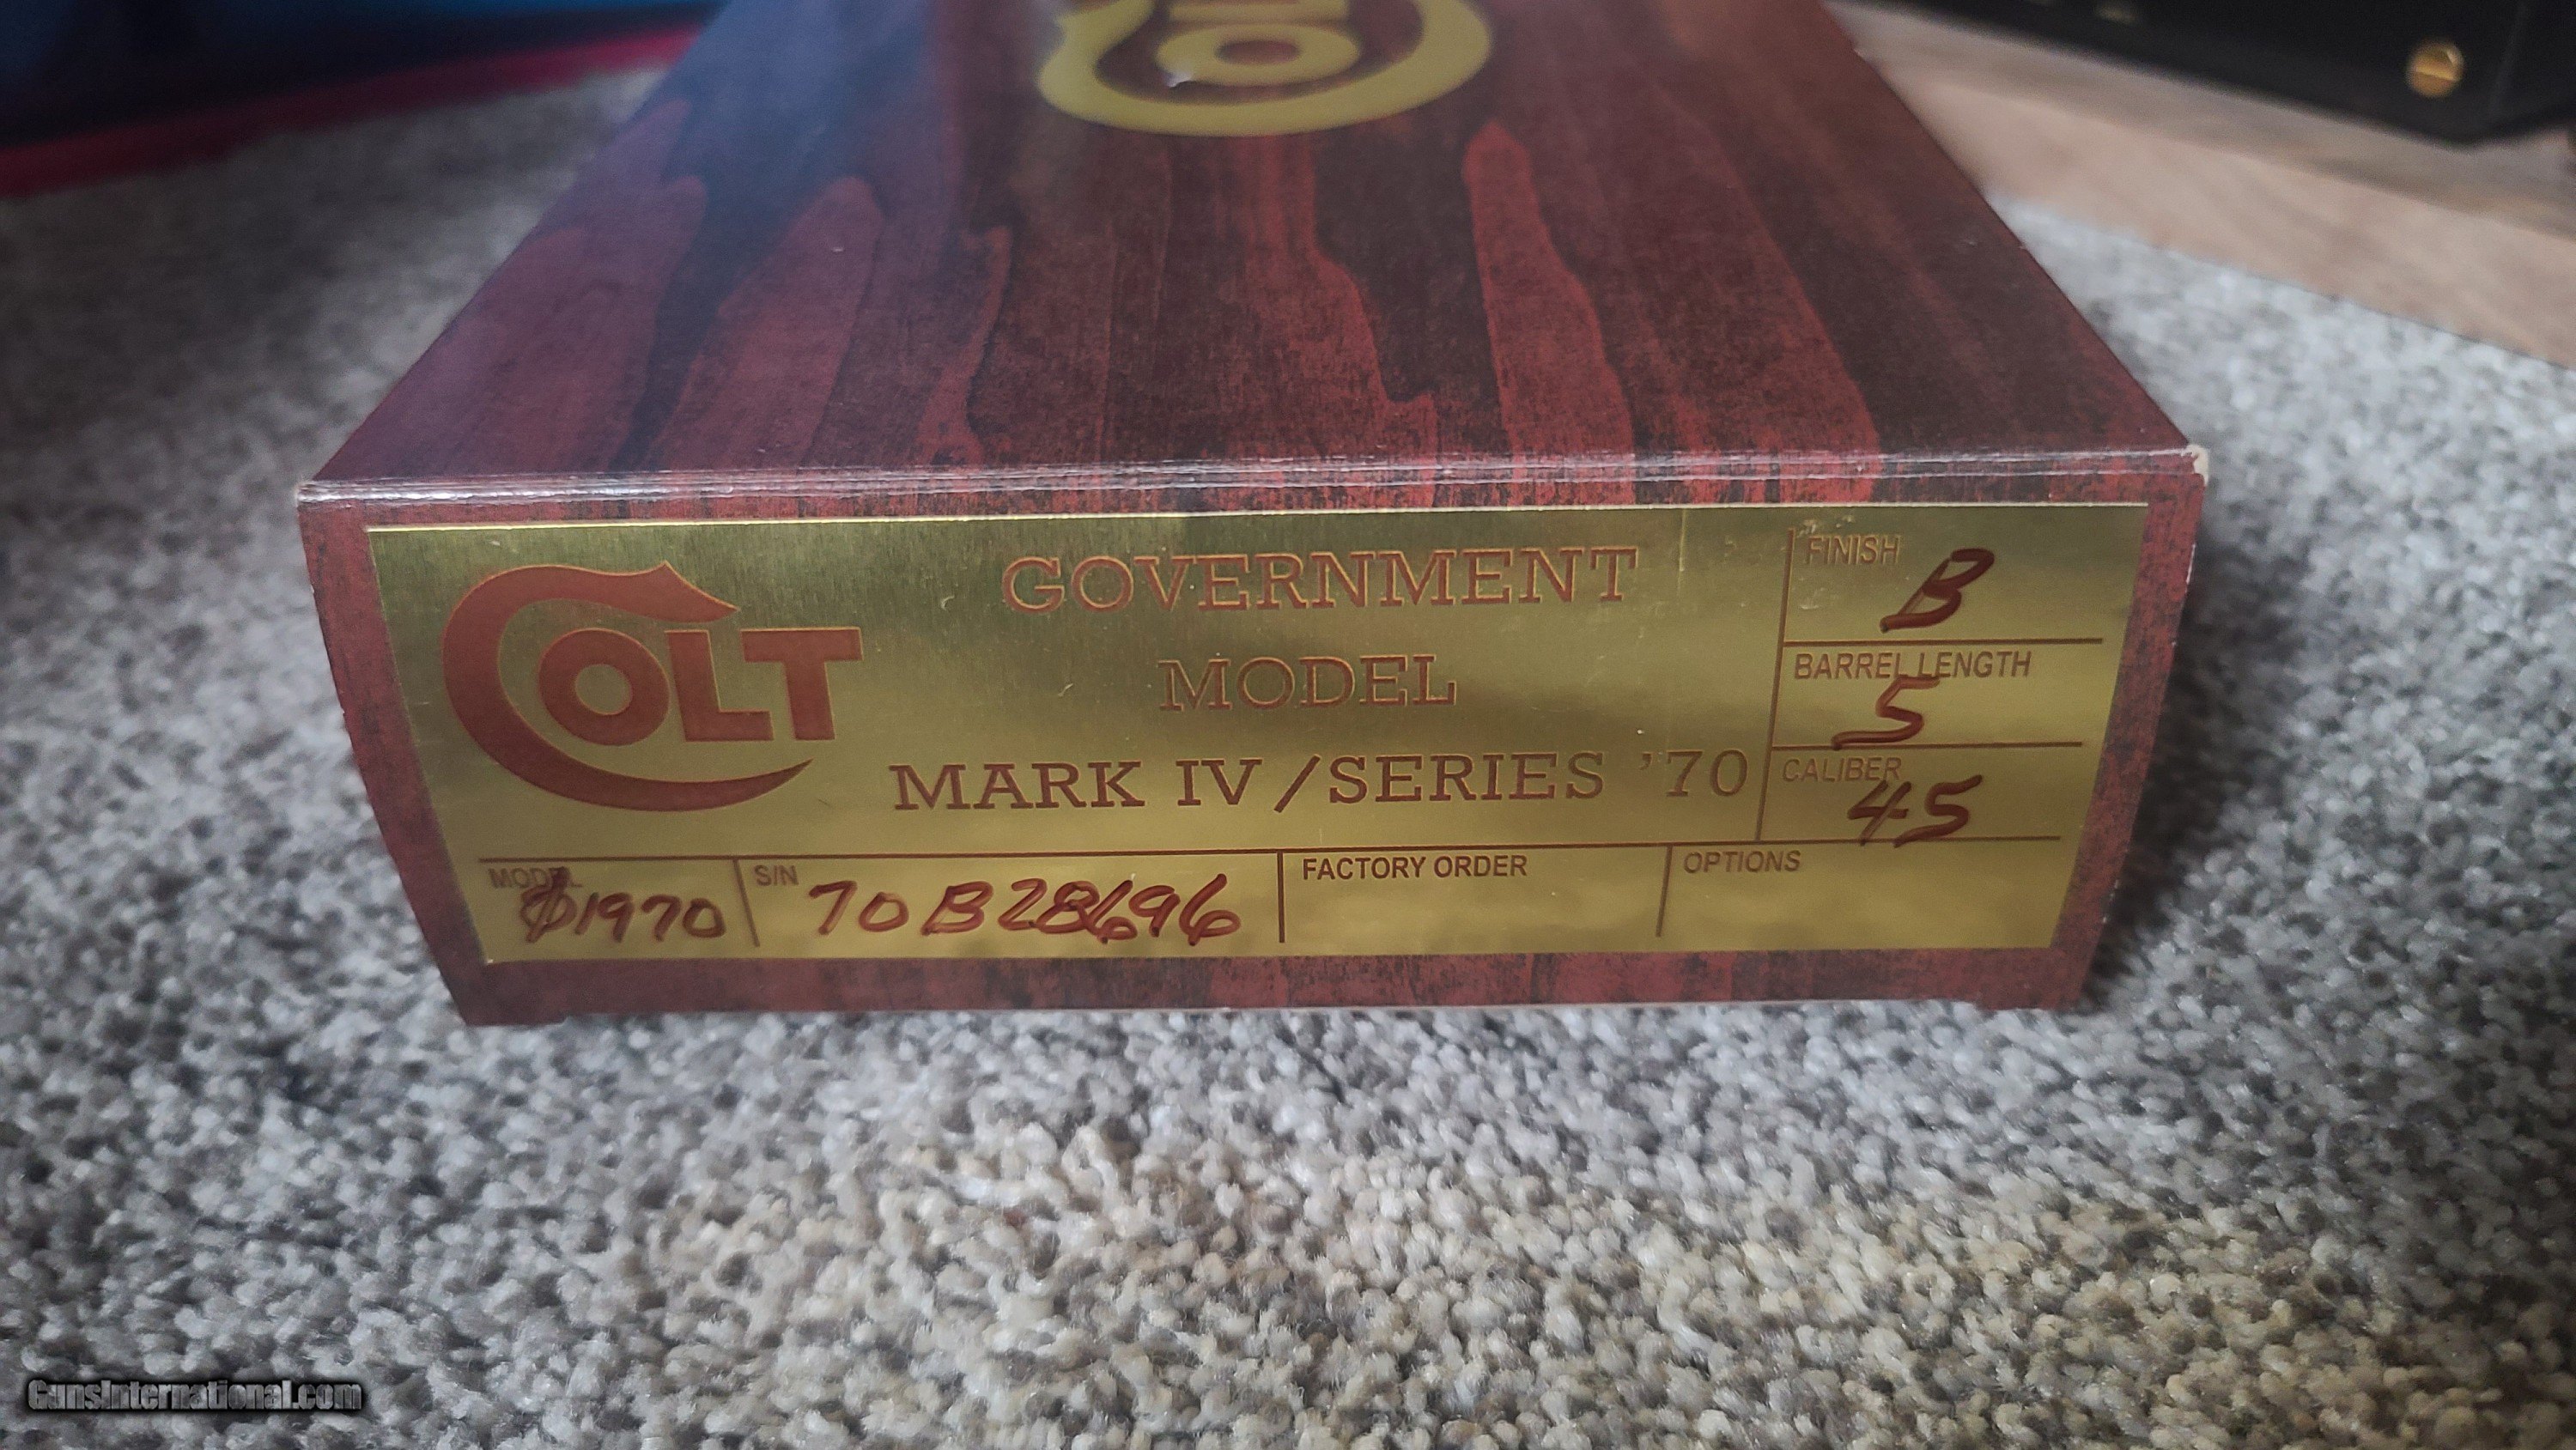 COLT
GOVERNMENT
MODEL
MARK IV / SERIES '70
FINISH
B
BARREL LENGTH
5
CALIBER
45
MODEL
O1970
S/N
70B28696
FACTORY ORDER
OPTIONS
GunsInternational.com